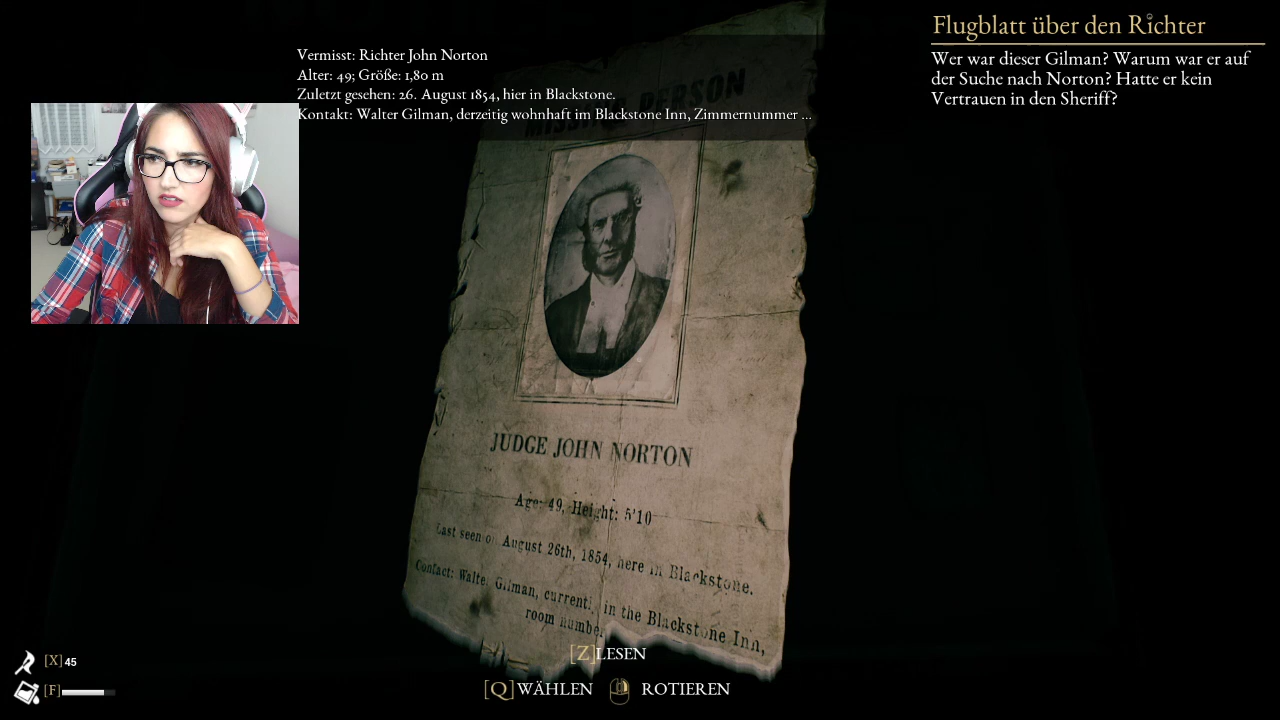 Flugblatt über den Richter
Wer war dieser Gilman? Warum war er auf
der Suche nach Norton? Hatte er kein
Vertrauen in den Sheriff?
Vermisst: Richter John Norton
Alter: 49; Größe: 1,80 m
Zuletzt gesehen: 26. August 1854, hier in Blackstone.
Kontakt: Walter Gilman, derzeitig wohnhaft im Blackstone Inn, Zimmernummer ...
PERSON
JUDGE JOHN NORTON
Age: 49, Height: 5'10
Last seen on August 26th, 1854, here in Blackstone.
Contact: Walter Gilman, currently in the Blackstone Inn,
room number
[Z] LESEN
[Q] WÄHLEN ROTIEREN
[X] 45
[F]